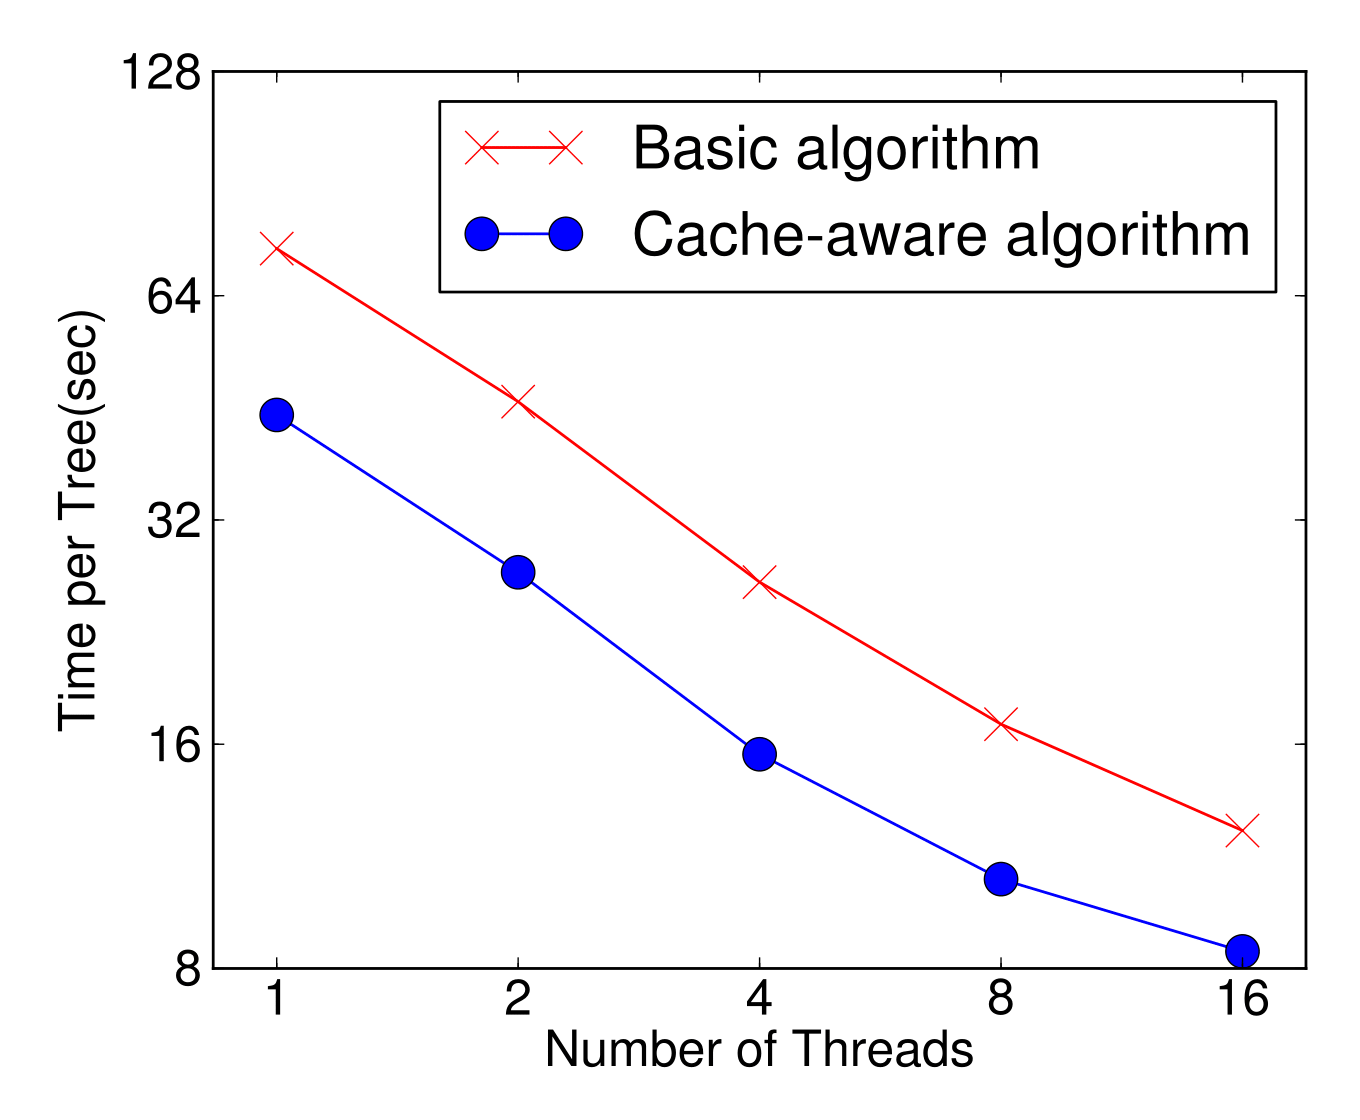 128
64
32
16
8
Time per Tree(sec)
Basic algorithm
Cache-aware algorithm
1 2 4 8 16
Number of Threads